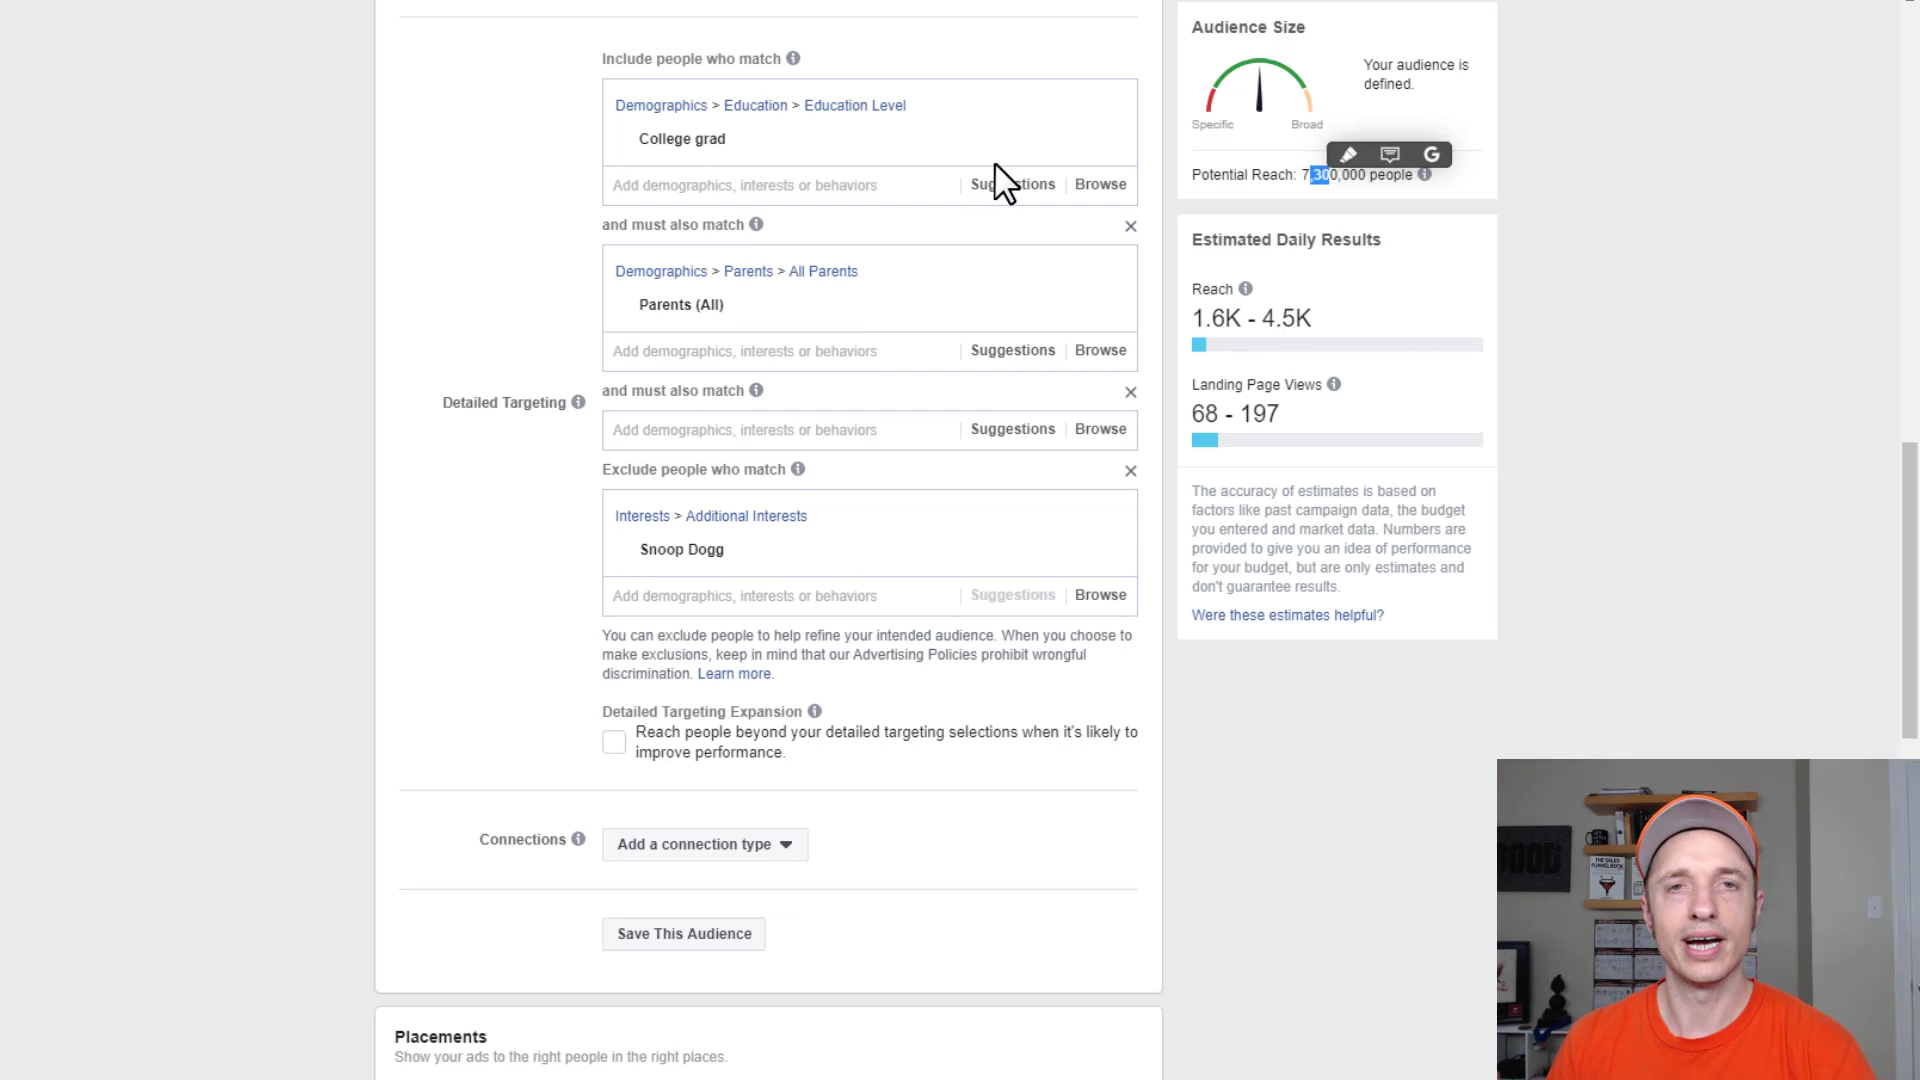 Include people who match
Demographics > Education > Education Level
College grad
Add demographics, interests or behaviors
Browse
and must also match
Demographics > Parents > All Parents
Parents (All)
Add demographics, interests or behaviors
Suggestions
Browse
Detailed Targeting
and must also match
Add demographics, interests or behaviors
Suggestions
Browse
Exclude people who match
Interests > Additional Interests
Snoop Dogg
Add demographics, interests or behaviors
Suggestions
Browse
You can exclude people to help refine your intended audience. When you choose to
make exclusions, keep in mind that our Advertising Policies prohibit wrongful
discrimination. Learn more.
Detailed Targeting Expansion
Reach people beyond your detailed targeting selections when it's likely to
improve performance.
Connections
Add a connection type
Save This Audience
Placements
Show your ads to the right people in the right places.
Audience Size
Your audience is
defined.
Specific
Broad
G
Potential Reach: 7,300,000 people
Estimated Daily Results
Reach
1.6K - 4.5K
Landing Page Views
68 - 197
The accuracy of estimates is based on
factors like past campaign data, the budget
you entered and market data. Numbers are
provided to give you an idea of performance
for your budget, but are only estimates and
don't guarantee results.
Were these estimates helpful?
GOOD
THE SALES
FUNNEL BOOK